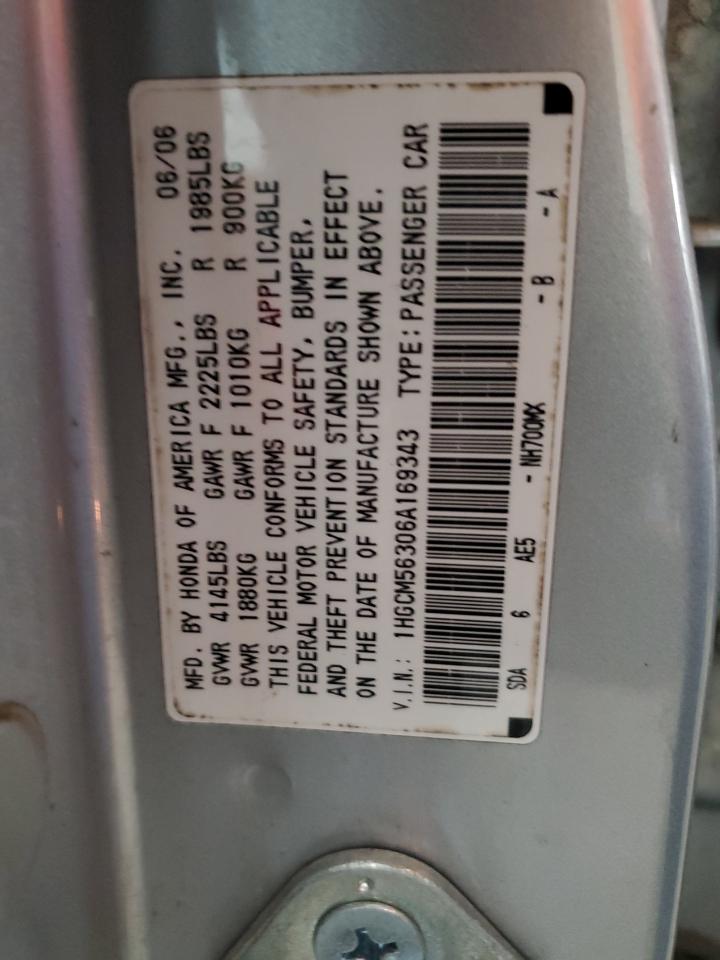 MFD. BY HONDA OF AMERICA MFG., INC. 06/06
GVWR 4145LBS GAWR F 2225LBS R 1985LBS
GVWR 1880KG GAWR F 1010KG R 900KG
THIS VEHICLE CONFORMS TO ALL APPLICABLE
FEDERAL MOTOR VEHICLE SAFETY, BUMPER,
AND THEFT PREVENTION STANDARDS IN EFFECT
ON THE DATE OF MANUFACTURE SHOWN ABOVE.
V.I.N.: 1HGCM56306A169343 TYPE:PASSENGER CAR
SDA 6 AE5 - NH700MX - B - A